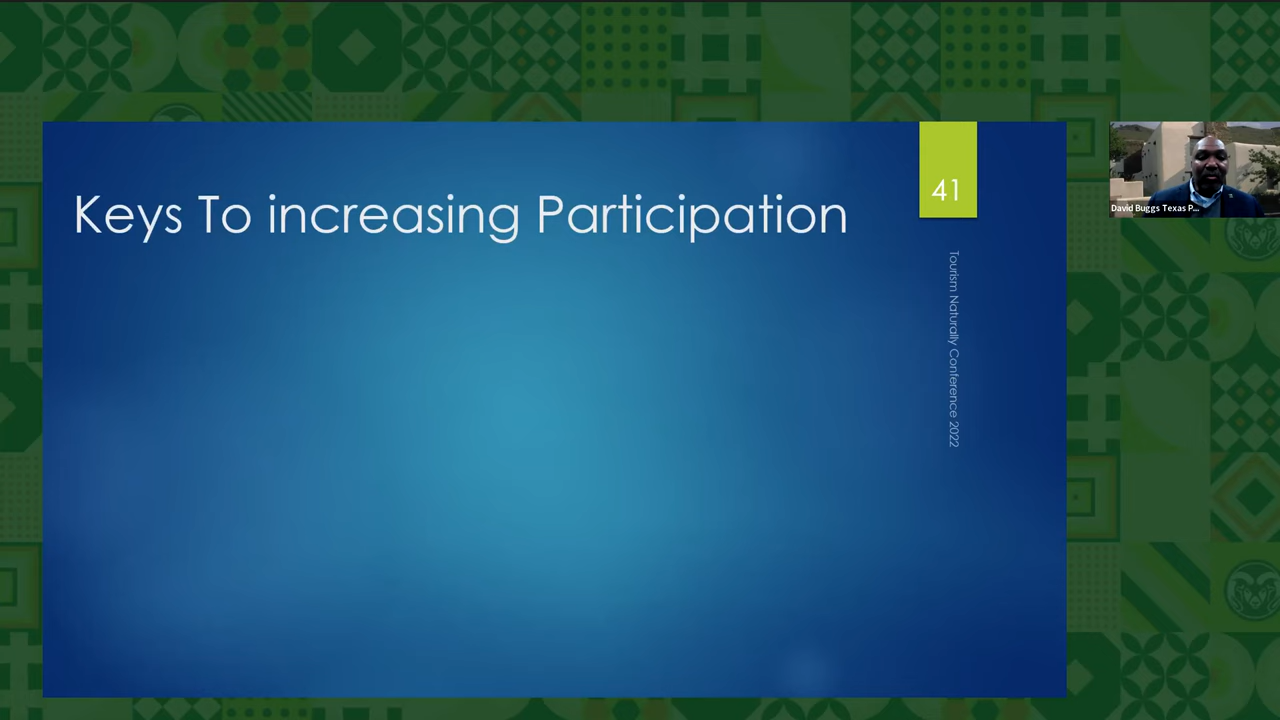 Keys To increasing Participation
41
Tourism Naturally Conference 2022
David Buggs Texas P...